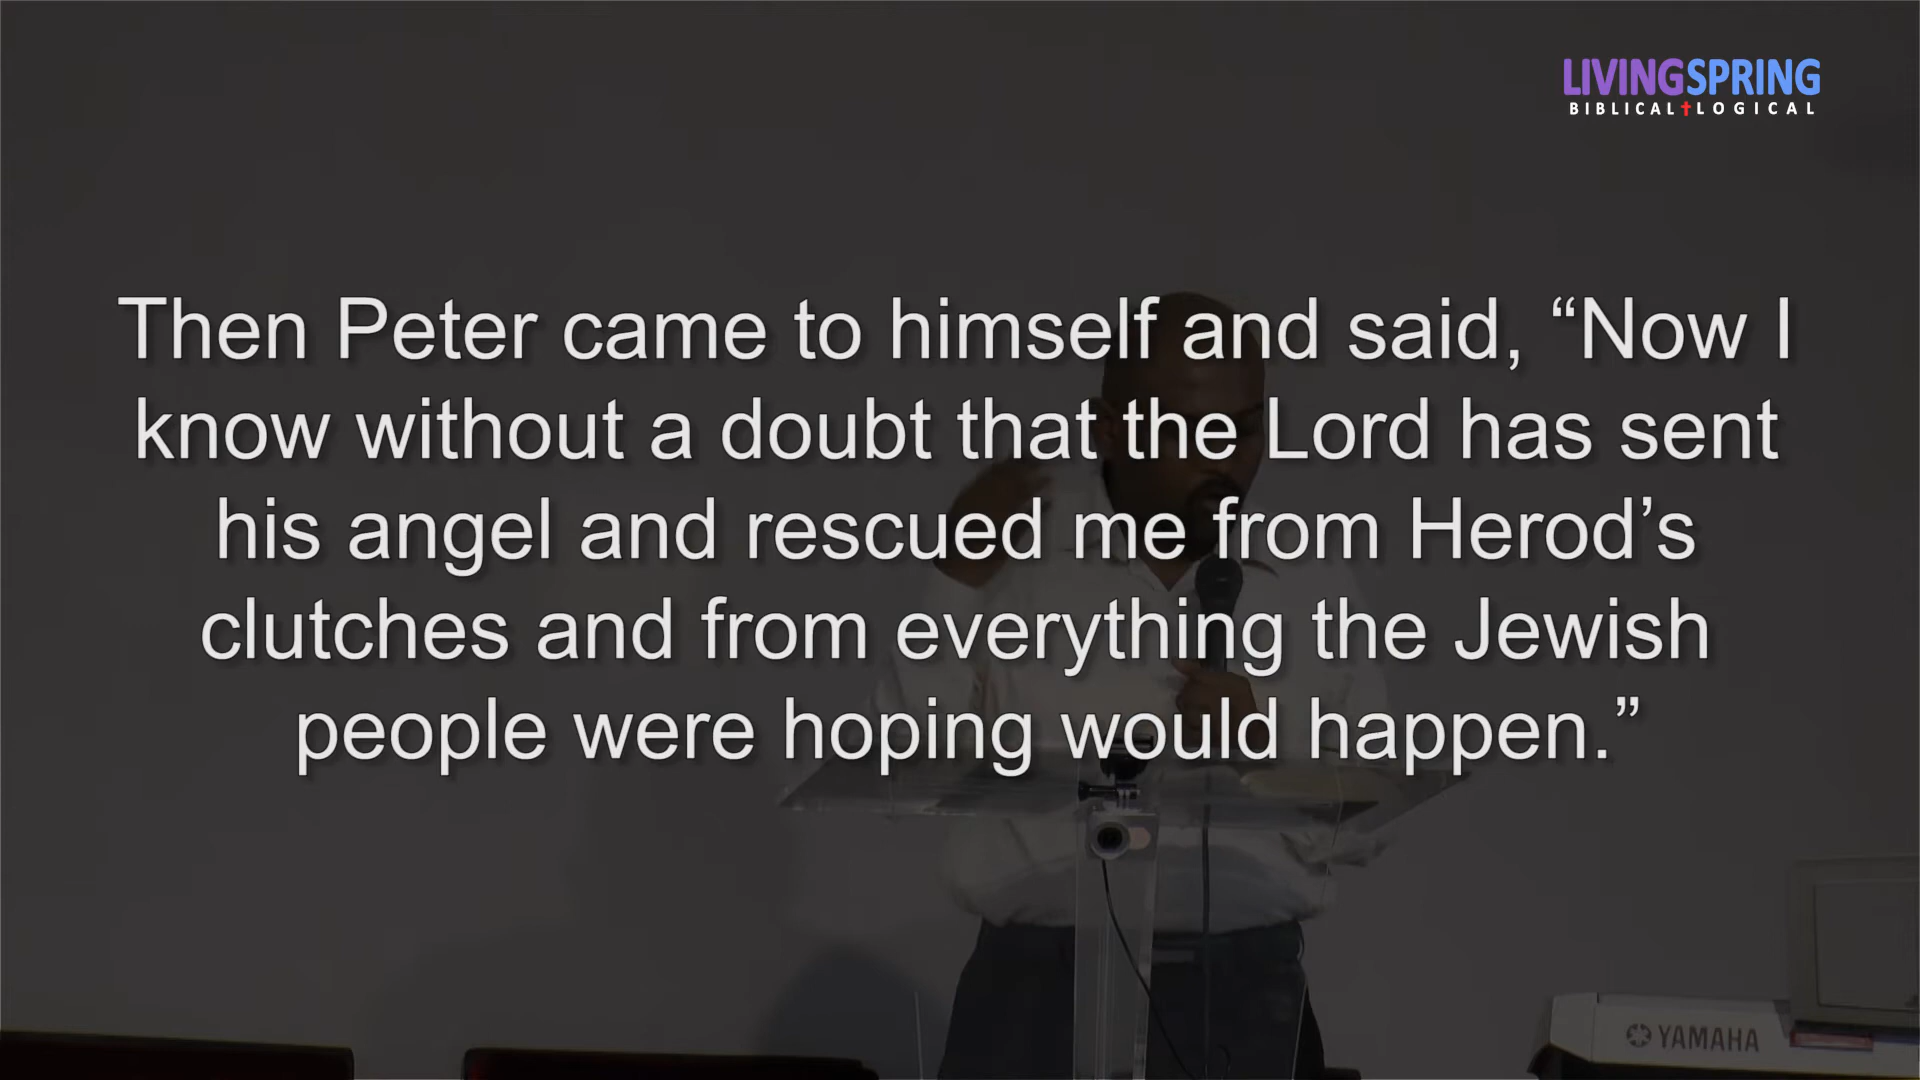 LIVINGSPRING
BIBLICAL✝LOGICAL
Then Peter came to himself and said, “Now I
know without a doubt that the Lord has sent
his angel and rescued me from Herod’s
clutches and from everything the Jewish
people were hoping would happen.”
YAMAHA